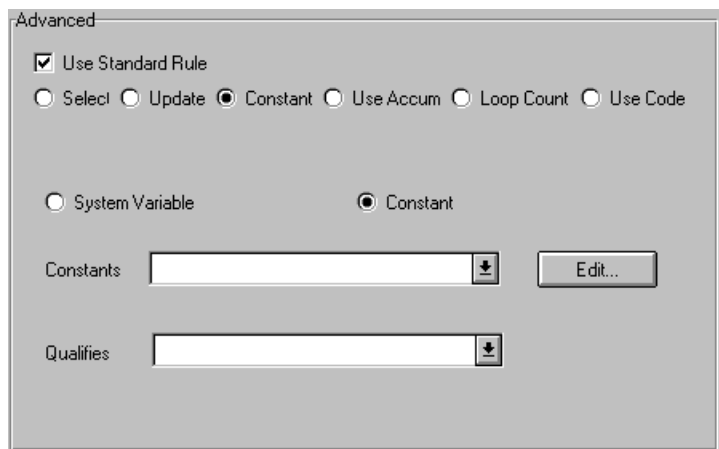 Advanced
Use Standard Rule
Select Update Constant Use Accum Loop Count Use Code
System Variable Constant
Constants Edit...
Qualifies